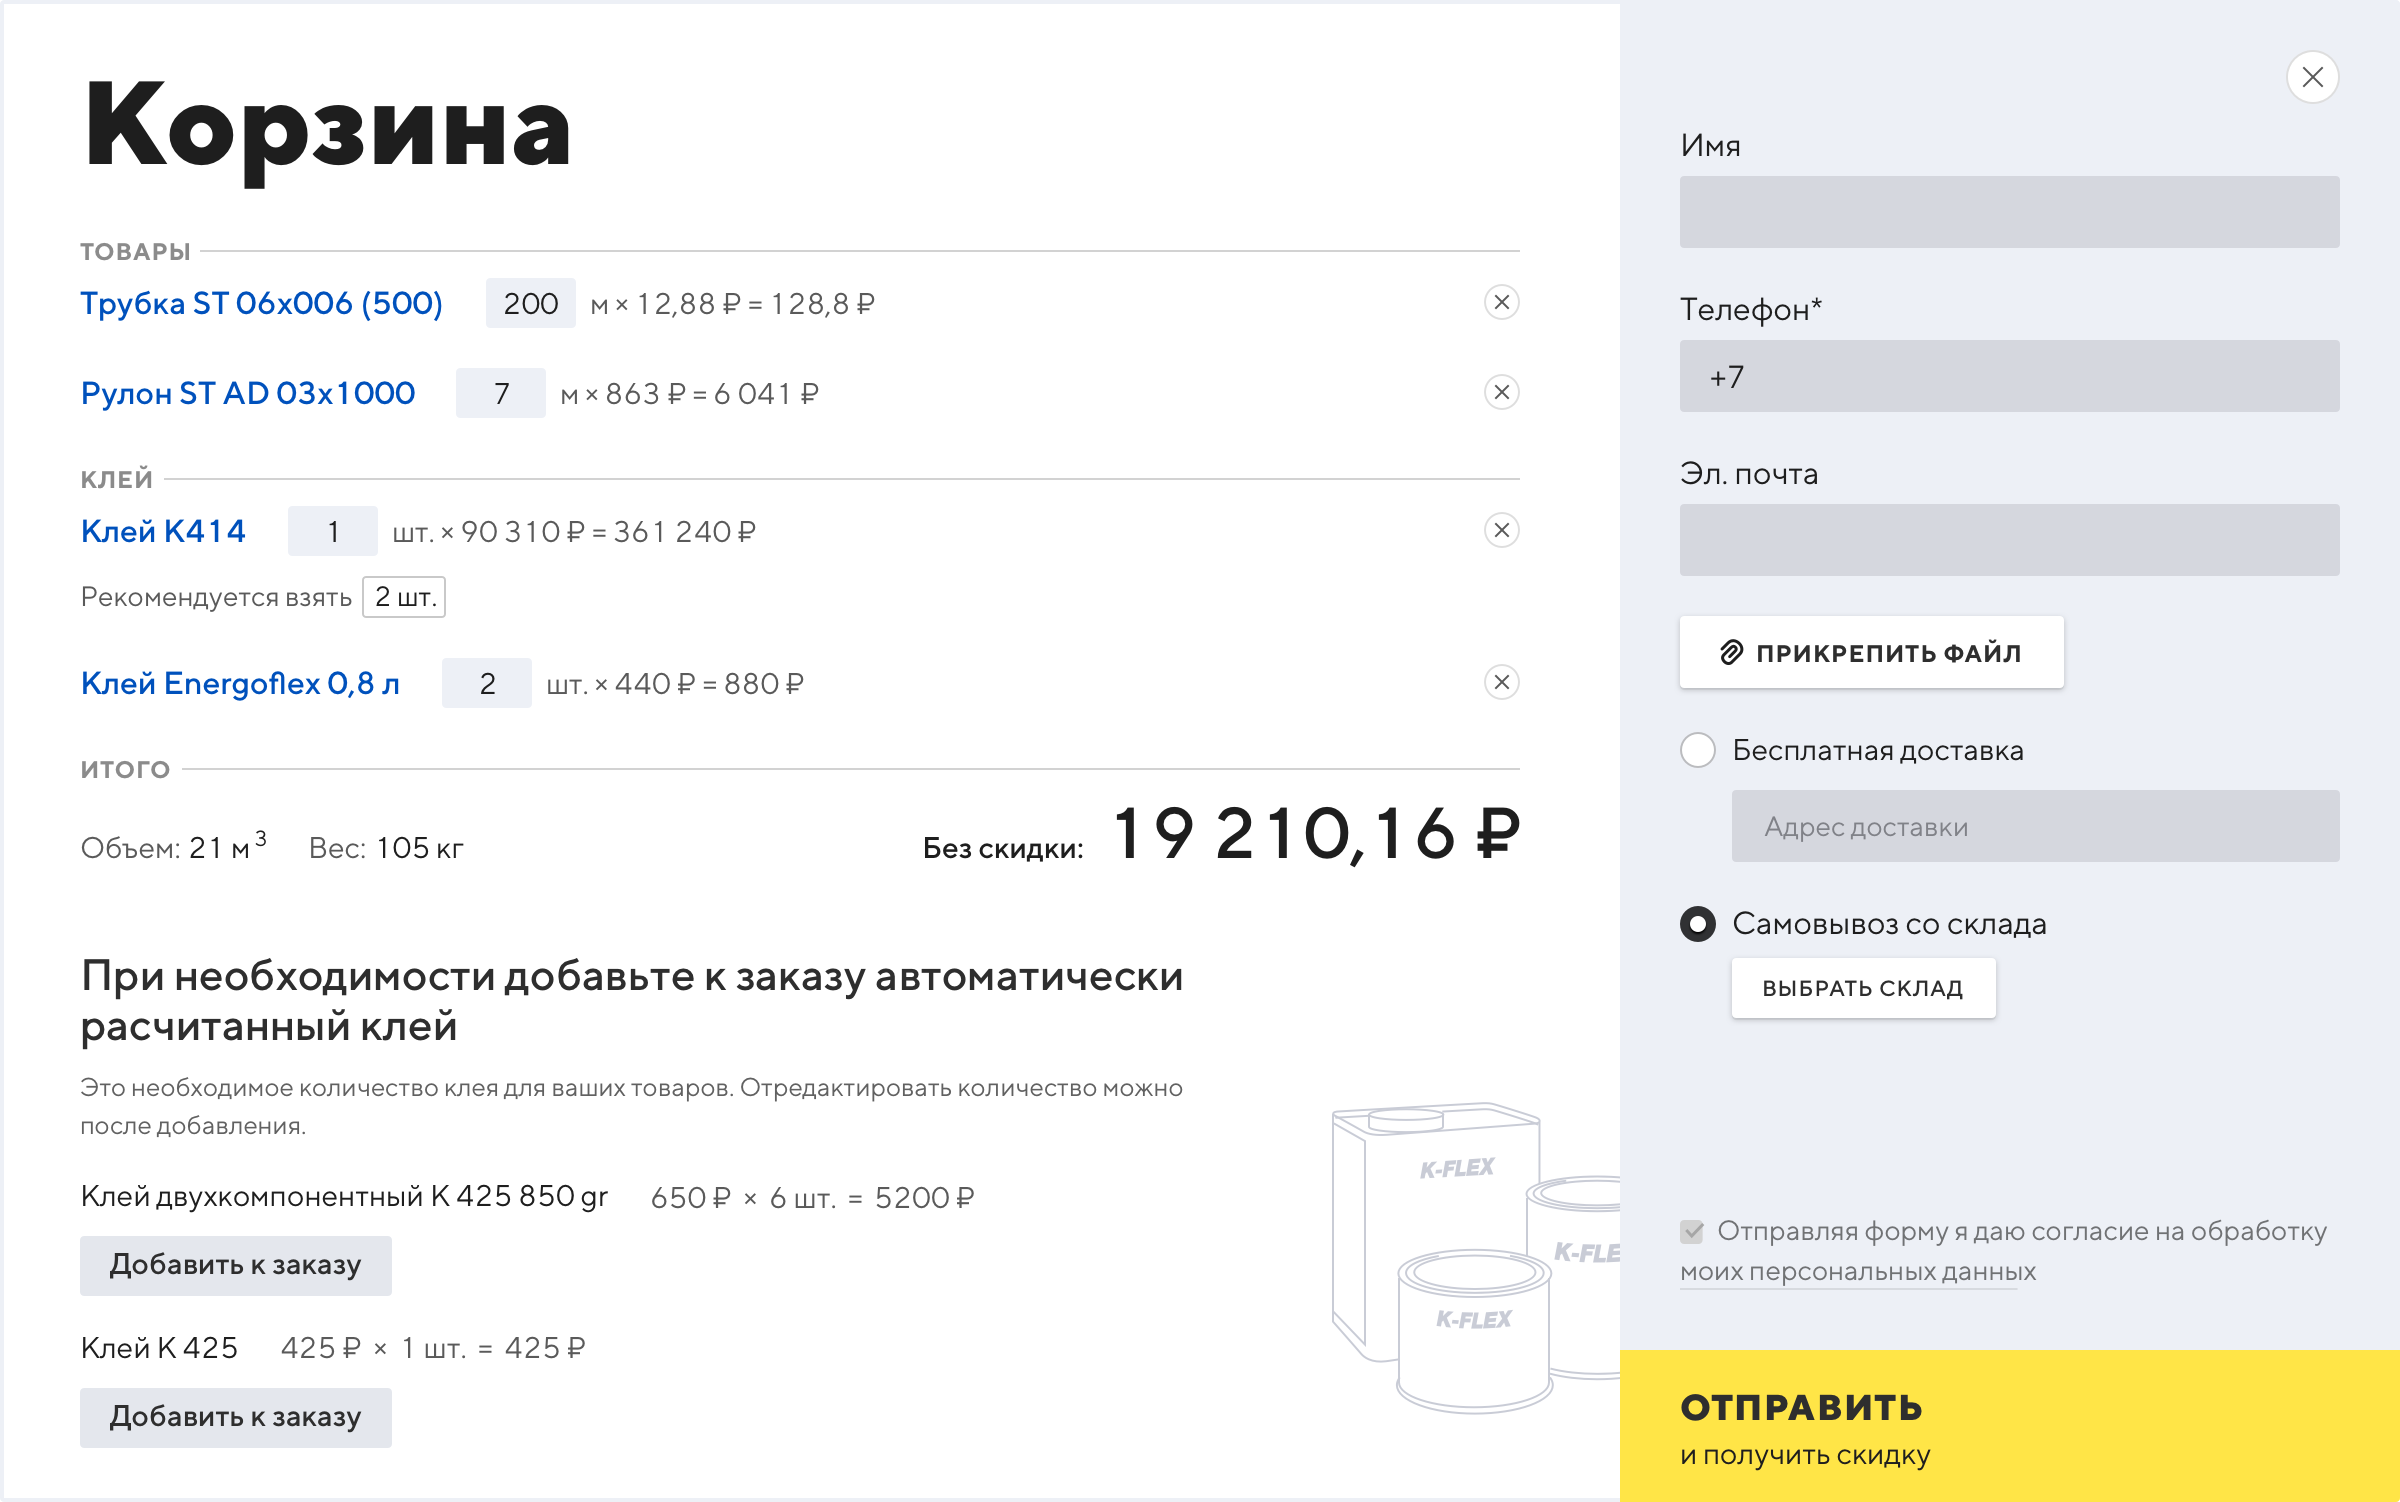 Корзина
ТОВАРЫ
Трубка ST 06x006 (500) 200 м × 12,88 ₽ = 128,8 ₽
Рулон ST AD 03x1000 7 м × 863 ₽ = 6 041 ₽
КЛЕЙ
Клей K414 1 шт. × 90 310 ₽ = 361 240 ₽
Рекомендуется взять 2 шт.
Клей Energoflex 0,8 л 2 шт. × 440 ₽ = 880 ₽
ИТОГО
Объем: 21 м³ Вес: 105 кг Без скидки: 19 210,16 ₽
При необходимости добавьте к заказу автоматически
расчитанный клей
Это необходимое количество клея для ваших товаров. Отредактировать количество можно
после добавления.
Клей двухкомпонентный K 425 850 gr 650 ₽ × 6 шт. = 5200 ₽
Добавить к заказу
Клей K 425 425 ₽ × 1 шт. = 425 ₽
Добавить к заказу
K-FLEX
K-FLE
K-FLEX
Имя
Телефон*
+7
Эл. почта
ПРИКРЕПИТЬ ФАЙЛ
Бесплатная доставка
Адрес доставки
Самовывоз со склада
ВЫБРАТЬ СКЛАД
Отправляя форму я даю согласие на обработку
моих персональных данных
ОТПРАВИТЬ
и получить скидку